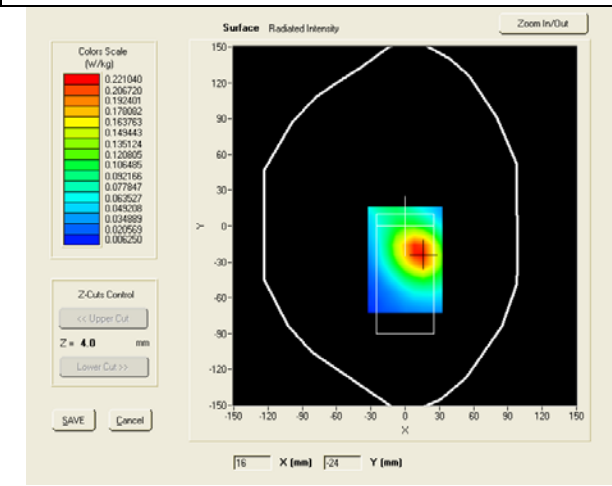 Surface Radiated Intensity
Zoom In/Out
Colors Scale
(W/kg)
0.221040
0.206720
0.192401
0.178082
0.163763
0.149443
0.135124
0.120805
0.106485
0.092166
0.077847
0.063527
0.049208
0.034889
0.020569
0.006250
Z-Cuts Control
<< Upper Cut
Z = 4.0 mm
Lower Cut >>
SAVE Cancel
150
120
90
60
30
0
-30
-60
-90
-120
-150
Y
-150 -120 -90 -60 -30 0 30 60 90 120 150
X
16 X (mm) -24 Y (mm)